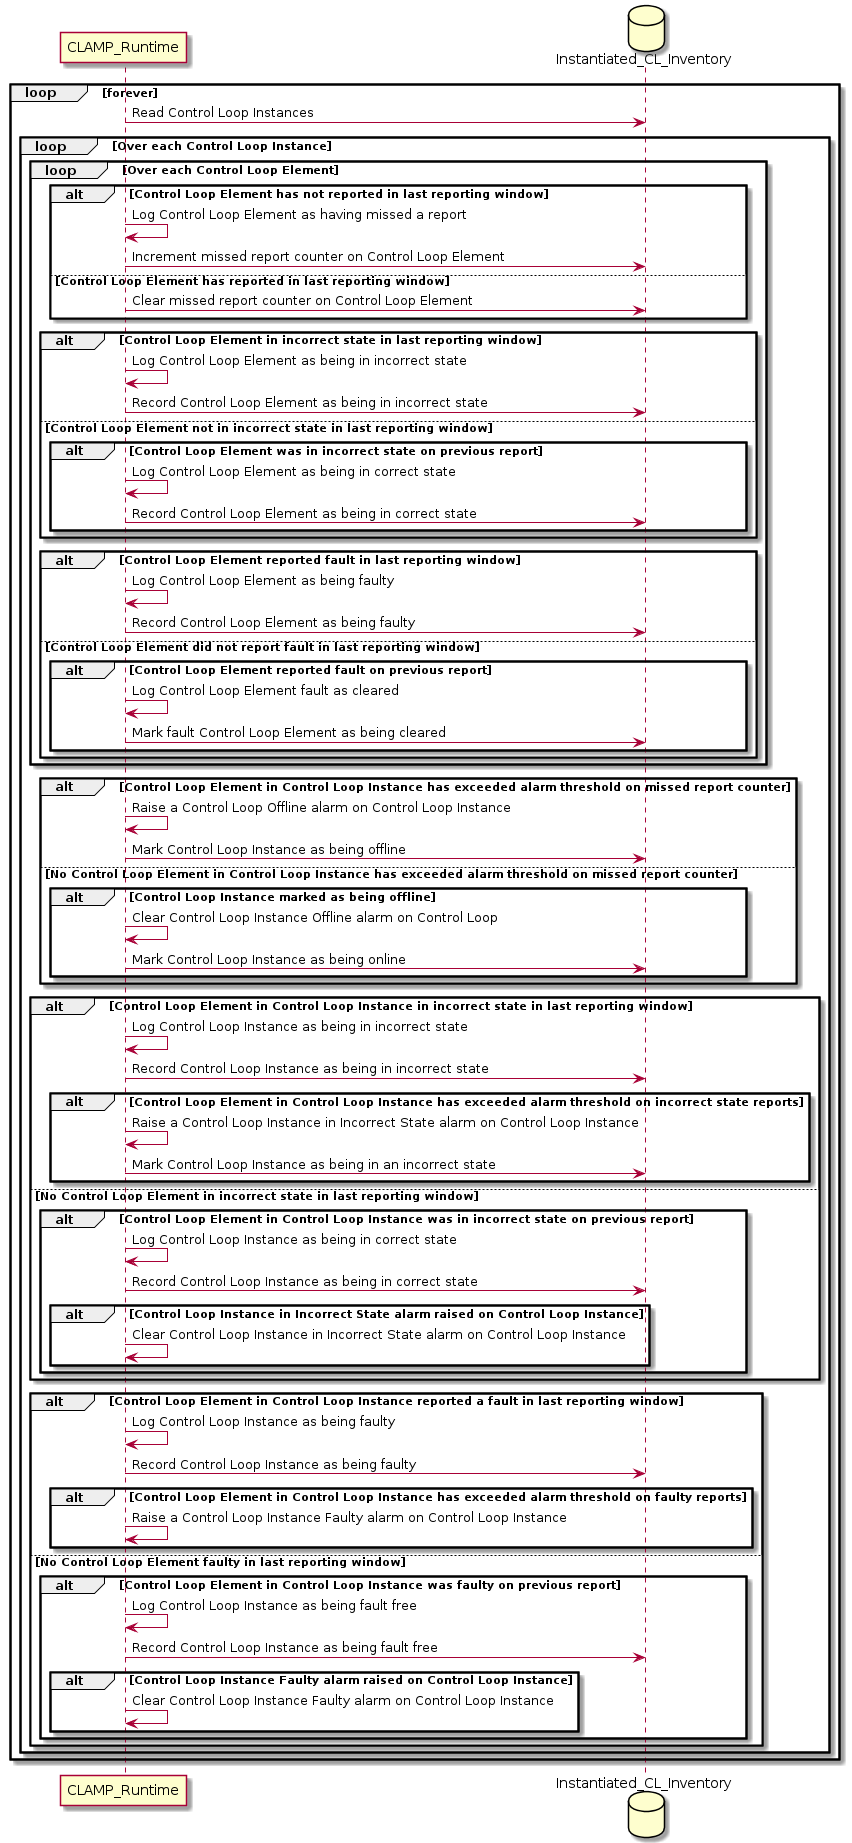 CLAMP_Runtime
Instantiated_CL_Inventory
loop [forever]
Read Control Loop Instances
loop [Over each Control Loop Instance]
loop [Over each Control Loop Element]
alt [Control Loop Element has not reported in last reporting window]
Log Control Loop Element as having missed a report
Increment missed report counter on Control Loop Element
[Control Loop Element has reported in last reporting window]
Clear missed report counter on Control Loop Element
alt [Control Loop Element in incorrect state in last reporting window]
Log Control Loop Element as being in incorrect state
Record Control Loop Element as being in incorrect state
[Control Loop Element not in incorrect state in last reporting window]
alt [Control Loop Element was in incorrect state on previous report]
Log Control Loop Element as being in correct state
Record Control Loop Element as being in correct state
alt [Control Loop Element reported fault in last reporting window]
Log Control Loop Element as being faulty
Record Control Loop Element as being faulty
[Control Loop Element did not report fault in last reporting window]
alt [Control Loop Element reported fault on previous report]
Log Control Loop Element fault as cleared
Mark fault Control Loop Element as being cleared
alt [Control Loop Element in Control Loop Instance has exceeded alarm threshold on missed report counter]
Raise a Control Loop Offline alarm on Control Loop Instance
Mark Control Loop Instance as being offline
[No Control Loop Element in Control Loop Instance has exceeded alarm threshold on missed report counter]
alt [Control Loop Instance marked as being offline]
Clear Control Loop Instance Offline alarm on Control Loop
Mark Control Loop Instance as being online
alt [Control Loop Element in Control Loop Instance in incorrect state in last reporting window]
Log Control Loop Instance as being in incorrect state
Record Control Loop Instance as being in incorrect state
alt [Control Loop Element in Control Loop Instance has exceeded alarm threshold on incorrect state reports]
Raise a Control Loop Instance in Incorrect State alarm on Control Loop Instance
Mark Control Loop Instance as being in an incorrect state
[No Control Loop Element in incorrect state in last reporting window]
alt [Control Loop Element in Control Loop Instance was in incorrect state on previous report]
Log Control Loop Instance as being in correct state
Record Control Loop Instance as being in correct state
alt [Control Loop Instance in Incorrect State alarm raised on Control Loop Instance]
Clear Control Loop Instance in Incorrect State alarm on Control Loop Instance
alt [Control Loop Element in Control Loop Instance reported a fault in last reporting window]
Log Control Loop Instance as being faulty
Record Control Loop Instance as being faulty
alt [Control Loop Element in Control Loop Instance has exceeded alarm threshold on faulty reports]
Raise a Control Loop Instance Faulty alarm on Control Loop Instance
[No Control Loop Element faulty in last reporting window]
alt [Control Loop Element in Control Loop Instance was faulty on previous report]
Log Control Loop Instance as being fault free
Record Control Loop Instance as being fault free
alt [Control Loop Instance Faulty alarm raised on Control Loop Instance]
Clear Control Loop Instance Faulty alarm on Control Loop Instance
CLAMP_Runtime
Instantiated_CL_Inventory